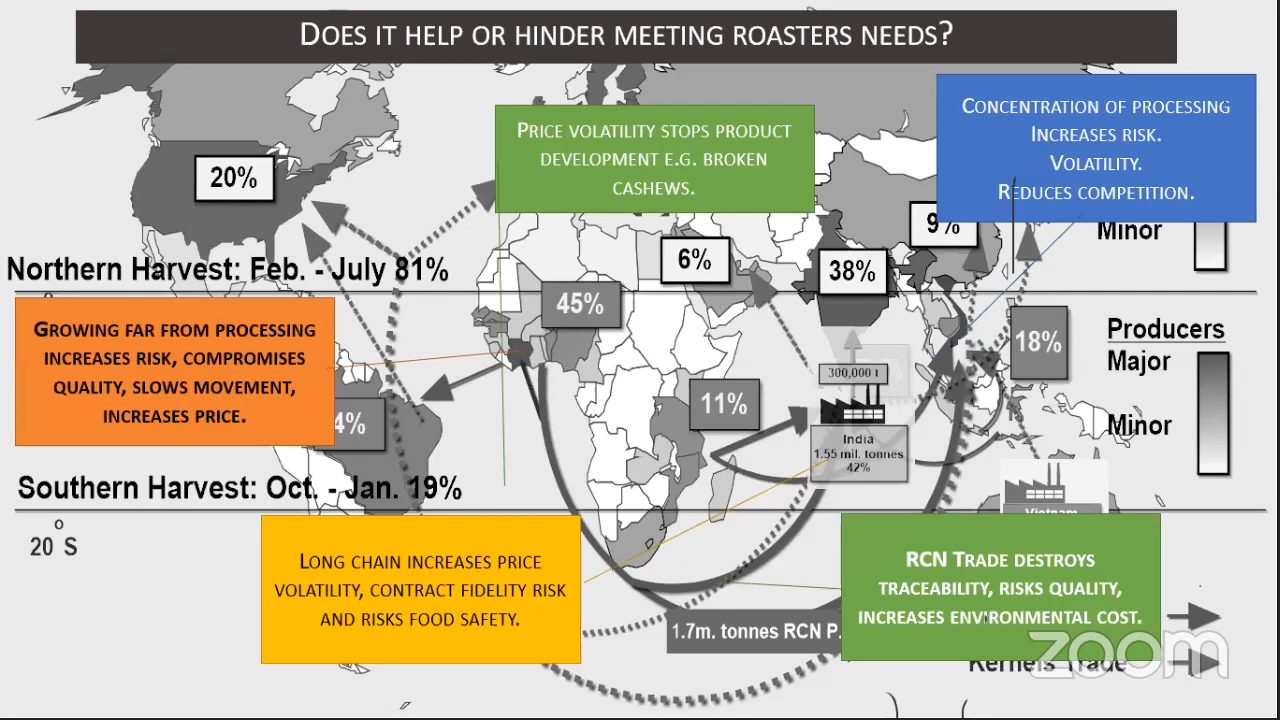 DOES IT HELP OR HINDER MEETING ROASTERS NEEDS?
CONCENTRATION OF PROCESSING
INCREASES RISK.
VOLATILITY.
REDUCES COMPETITION.
PRICE VOLATILITY STOPS PRODUCT
DEVELOPMENT E.G. BROKEN
CASHEWS.
20%
9%
Minor
6%
38%
Northern Harvest: Feb. - July 81%
45%
GROWING FAR FROM PROCESSING
INCREASES RISK, COMPROMISES
QUALITY, SLOWS MOVEMENT,
INCREASES PRICE.
18%
Producers
Major
Minor
300,000 t
11%
4%
India
1.55 mil. tonnes
42%
Southern Harvest: Oct. - Jan. 19%
Vietnam
20 S
LONG CHAIN INCREASES PRICE
VOLATILITY, CONTRACT FIDELITY RISK
AND RISKS FOOD SAFETY.
RCN TRADE DESTROYS
TRACEABILITY, RISKS QUALITY,
INCREASES ENVIRONMENTAL COST.
1.7m. tonnes RCN P.
Kernels Trade
zoom